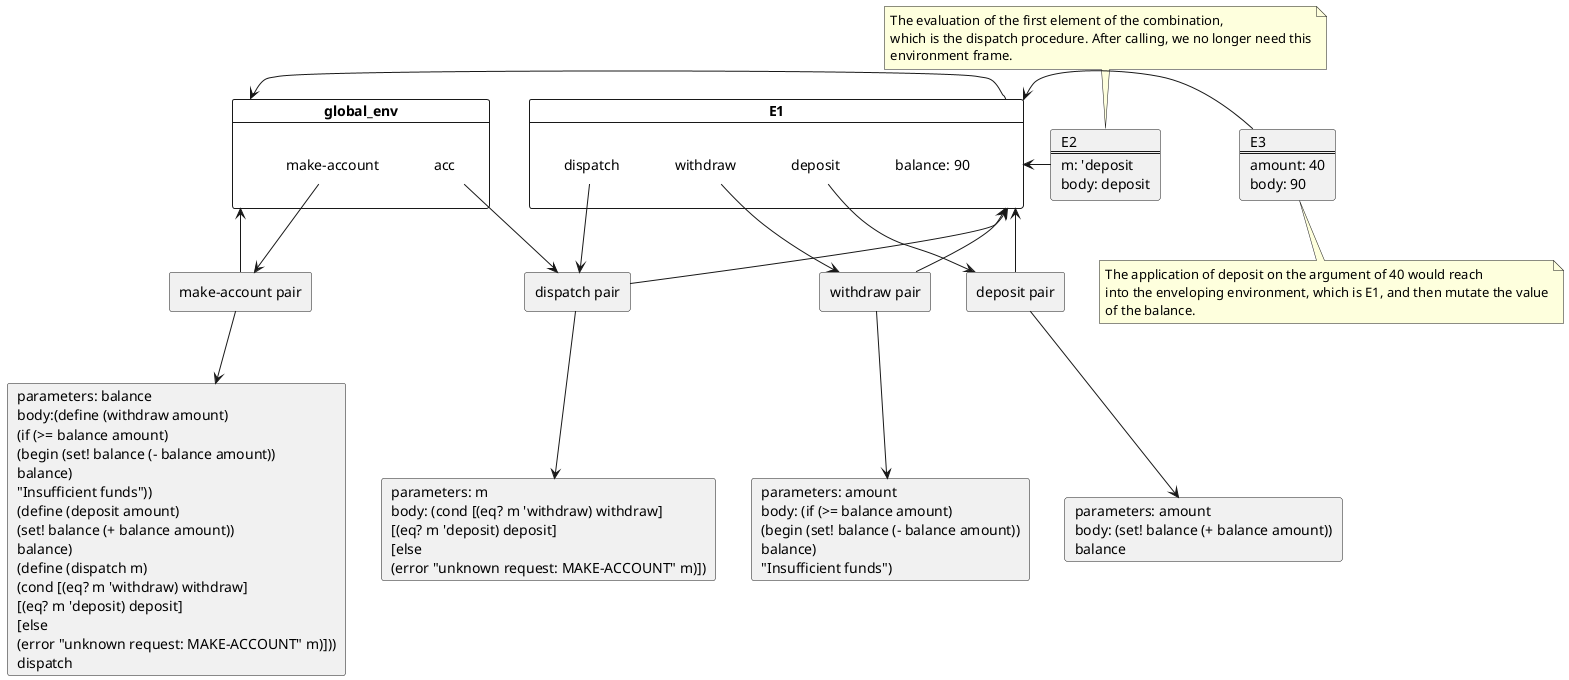 The evaluation of the first element of the combination,
which is the dispatch procedure. After calling, we no longer need this
environment frame.
global_env
make-account
acc
E1
dispatch
withdraw
deposit
balance: 90
E2
m: 'deposit
body: deposit
E3
amount: 40
body: 90
make-account pair
dispatch pair
withdraw pair
deposit pair
The application of deposit on the argument of 40 would reach
into the enveloping environment, which is E1, and then mutate the value
of the balance.
parameters: balance
body:(define (withdraw amount)
(if (>= balance amount)
(begin (set! balance (- balance amount))
balance)
"Insufficient funds"))
(define (deposit amount)
(set! balance (+ balance amount))
balance)
(define (dispatch m)
(cond [(eq? m 'withdraw) withdraw]
[(eq? m 'deposit) deposit]
[else
(error "unknown request: MAKE-ACCOUNT" m)]))
dispatch
parameters: m
body: (cond [(eq? m 'withdraw) withdraw]
[(eq? m 'deposit) deposit]
[else
(error "unknown request: MAKE-ACCOUNT" m)])
parameters: amount
body: (if (>= balance amount)
(begin (set! balance (- balance amount))
balance)
"Insufficient funds")
parameters: amount
body: (set! balance (+ balance amount))
balance